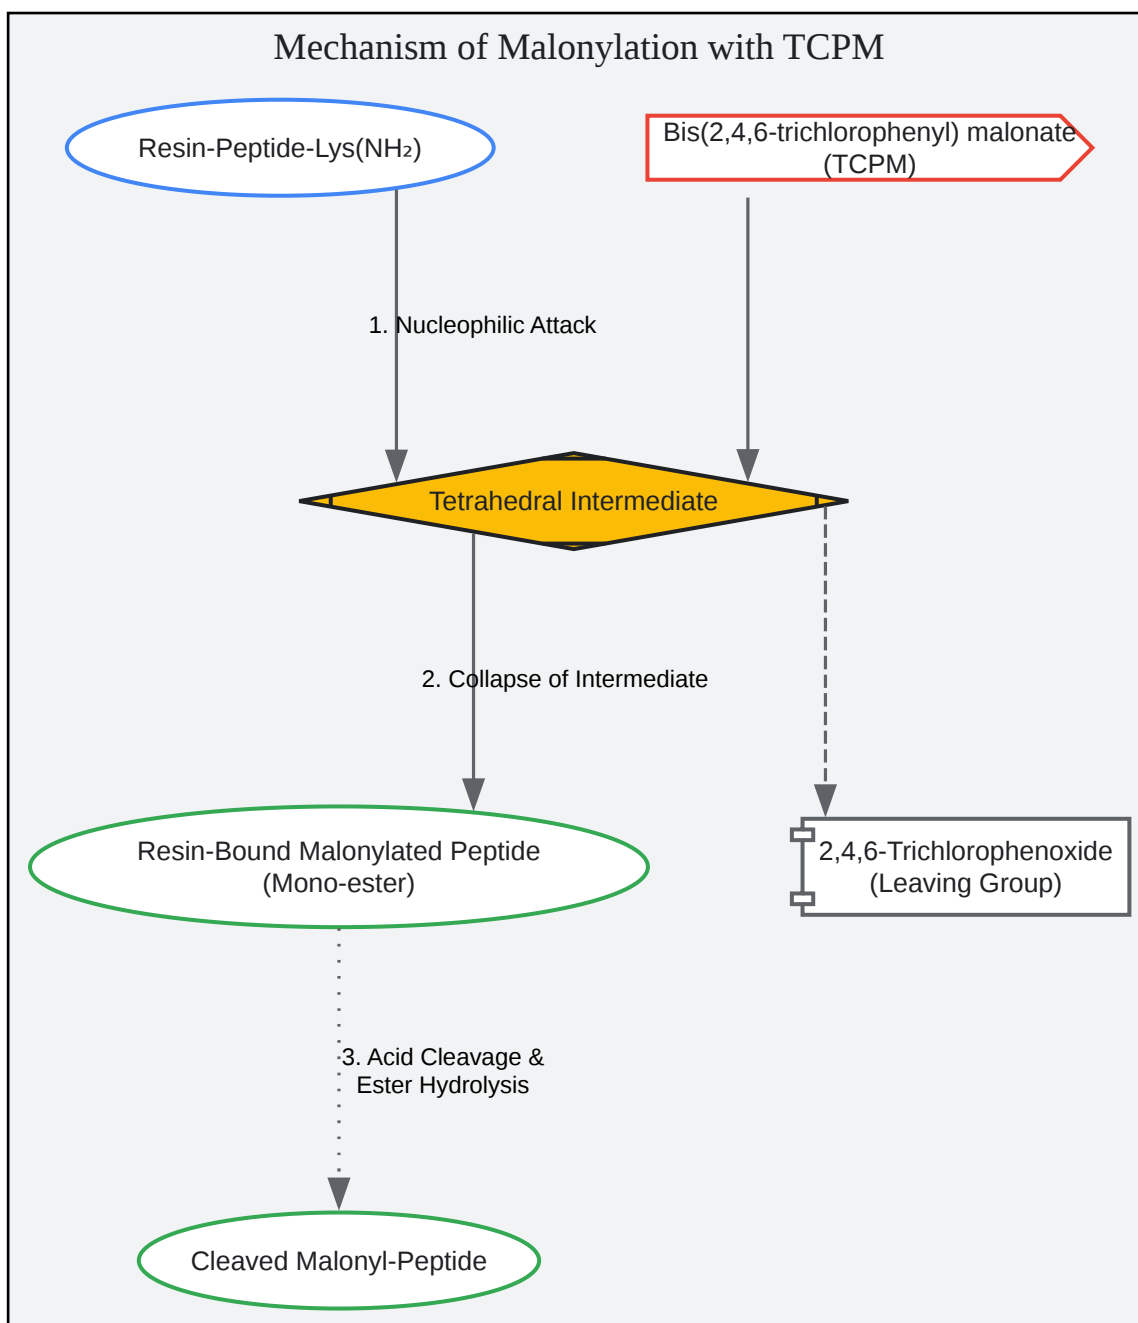 Mechanism of Malonylation with TCPM
Resin-Peptide-Lys(NH₂)
Bis(2,4,6-trichlorophenyl) malonate
(TCPM)
1. Nucleophilic Attack
Tetrahedral Intermediate
2. Collapse of Intermediate
Resin-Bound Malonylated Peptide
(Mono-ester)
2,4,6-Trichlorophenoxide
(Leaving Group)
3. Acid Cleavage &
Ester Hydrolysis
Cleaved Malonyl-Peptide